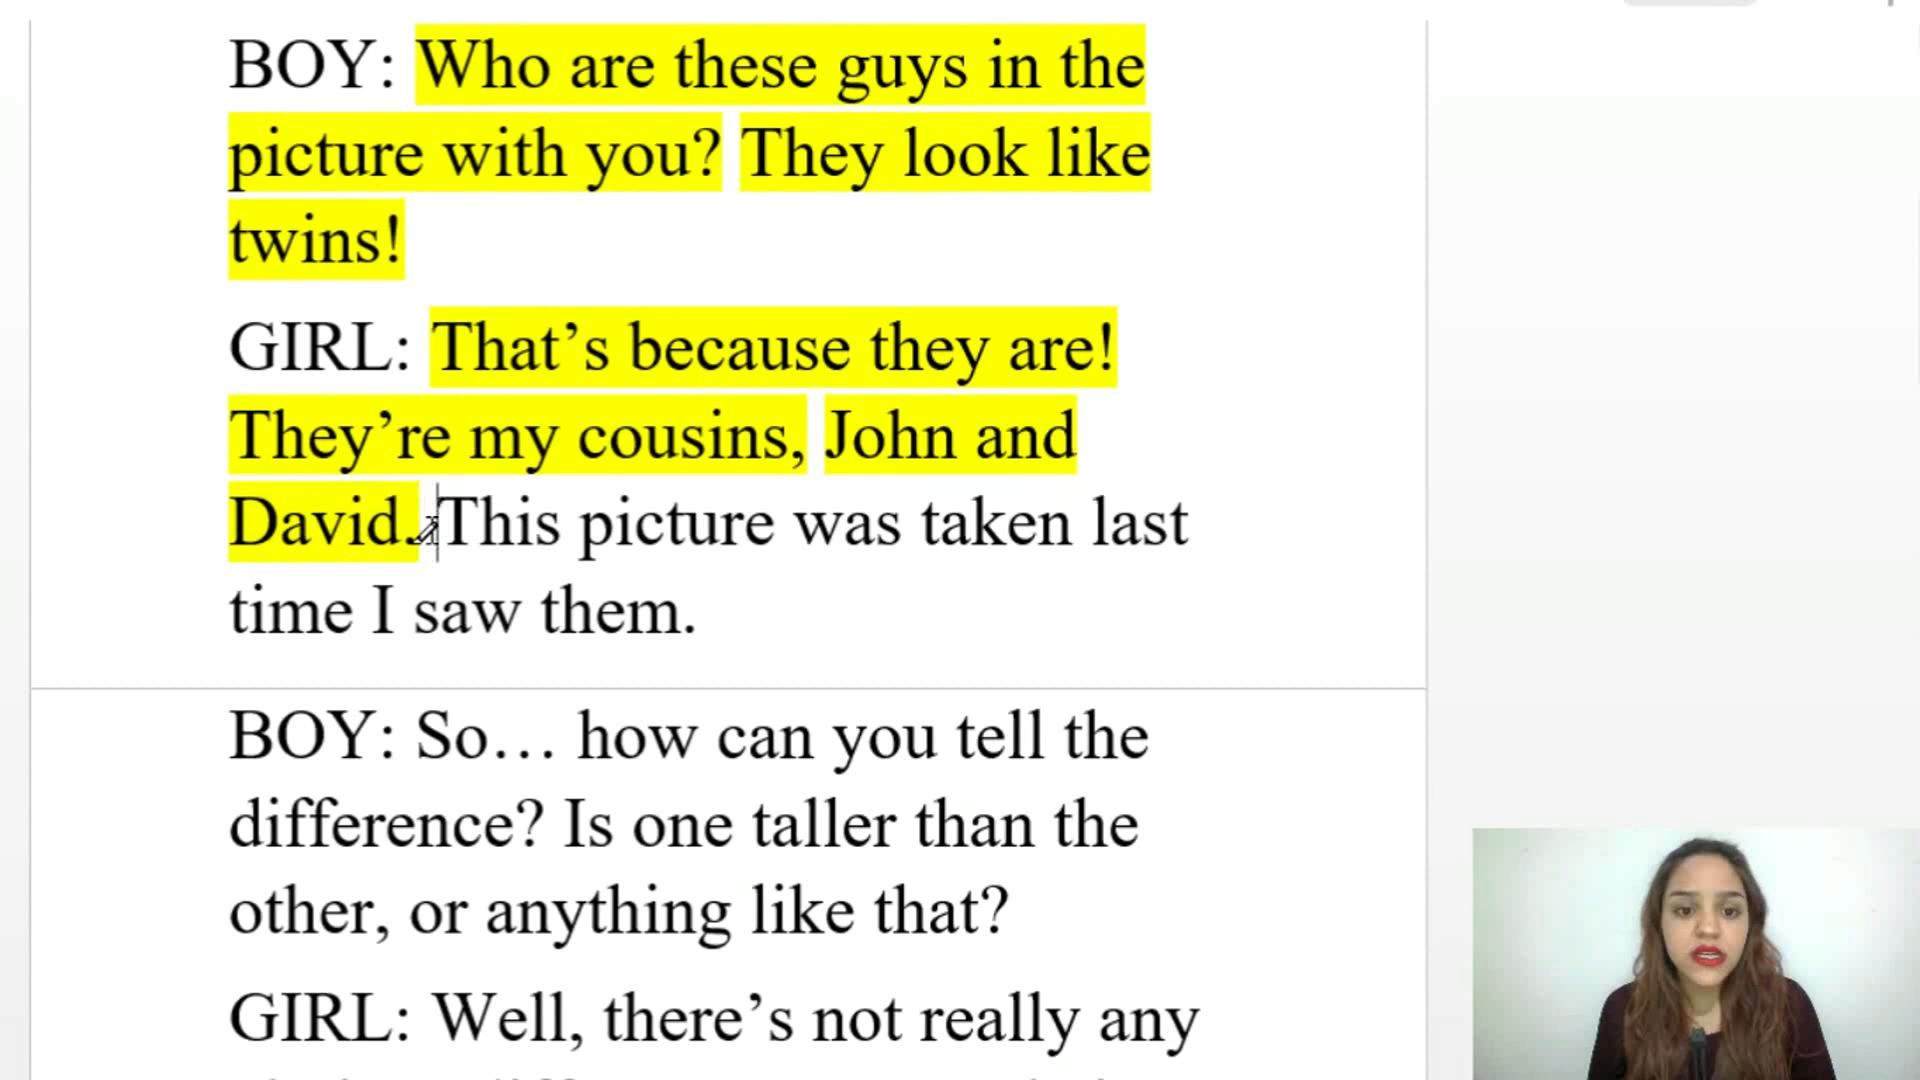 BOY: Who are these guys in the
picture with you? They look like
twins!
GIRL: That’s because they are!
They’re my cousins, John and
David. This picture was taken last
time I saw them.
BOY: So… how can you tell the
difference? Is one taller than the
other, or anything like that?
GIRL: Well, there’s not really any